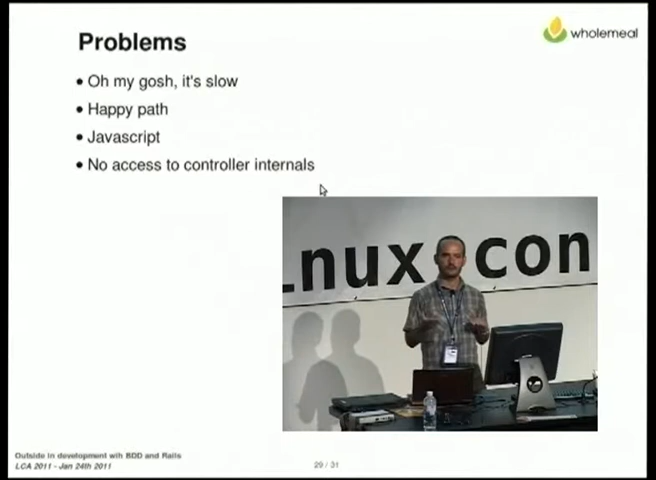 Problems
wholemeal
• Oh my gosh, it's slow
• Happy path
• Javascript
• No access to controller internals
nux con
Outside in development wih BDD and Rails
LCA 2011 - Jan 24th 2011
29 / 31